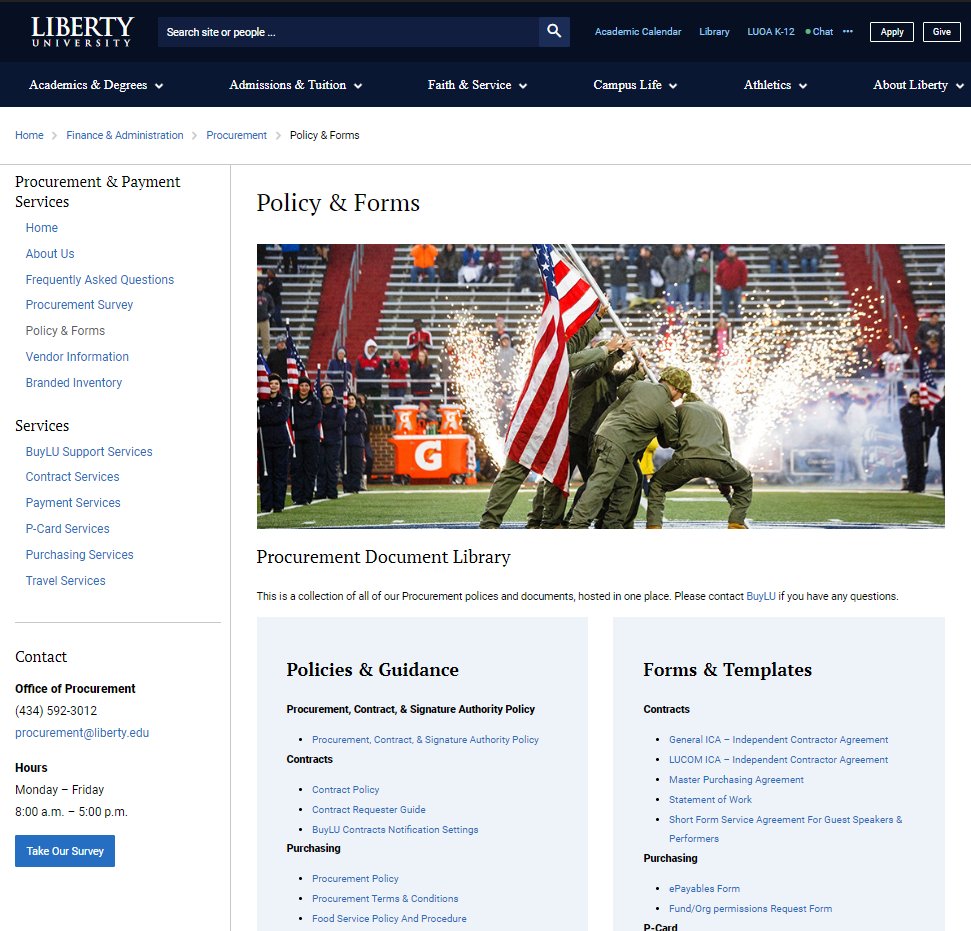 LIBERTY
UNIVERSITY
Search site or people ...
Academic Calendar
Library
LUOA K-12
Chat
Apply
Give
Academics & Degrees
Admissions & Tuition
Faith & Service
Campus Life
Athletics
About Liberty
Home > Finance & Administration > Procurement > Policy & Forms
Procurement & Payment
Services
Home
About Us
Frequently Asked Questions
Procurement Survey
Policy & Forms
Vendor Information
Branded Inventory
Services
BuyLU Support Services
Contract Services
Payment Services
P-Card Services
Purchasing Services
Travel Services
Contact
Office of Procurement
(434) 592-3012
procurement@liberty.edu
Hours
Monday – Friday
8:00 a.m. – 5:00 p.m.
Take Our Survey
Policy & Forms
G
Procurement Document Library
This is a collection of all of our Procurement polices and documents, hosted in one place. Please contact BuyLU if you have any questions.
Policies & Guidance
Procurement, Contract, & Signature Authority Policy
• Procurement, Contract, & Signature Authority Policy
Contracts
• Contract Policy
• Contract Requester Guide
• BuyLU Contracts Notification Settings
Purchasing
• Procurement Policy
• Procurement Terms & Conditions
• Food Service Policy And Procedure
Forms & Templates
Contracts
• General ICA – Independent Contractor Agreement
• LUCOM ICA – Independent Contractor Agreement
• Master Purchasing Agreement
• Statement of Work
• Short Form Service Agreement For Guest Speakers &
Performers
Purchasing
• ePayables Form
• Fund/Org permissions Request Form
P-Card